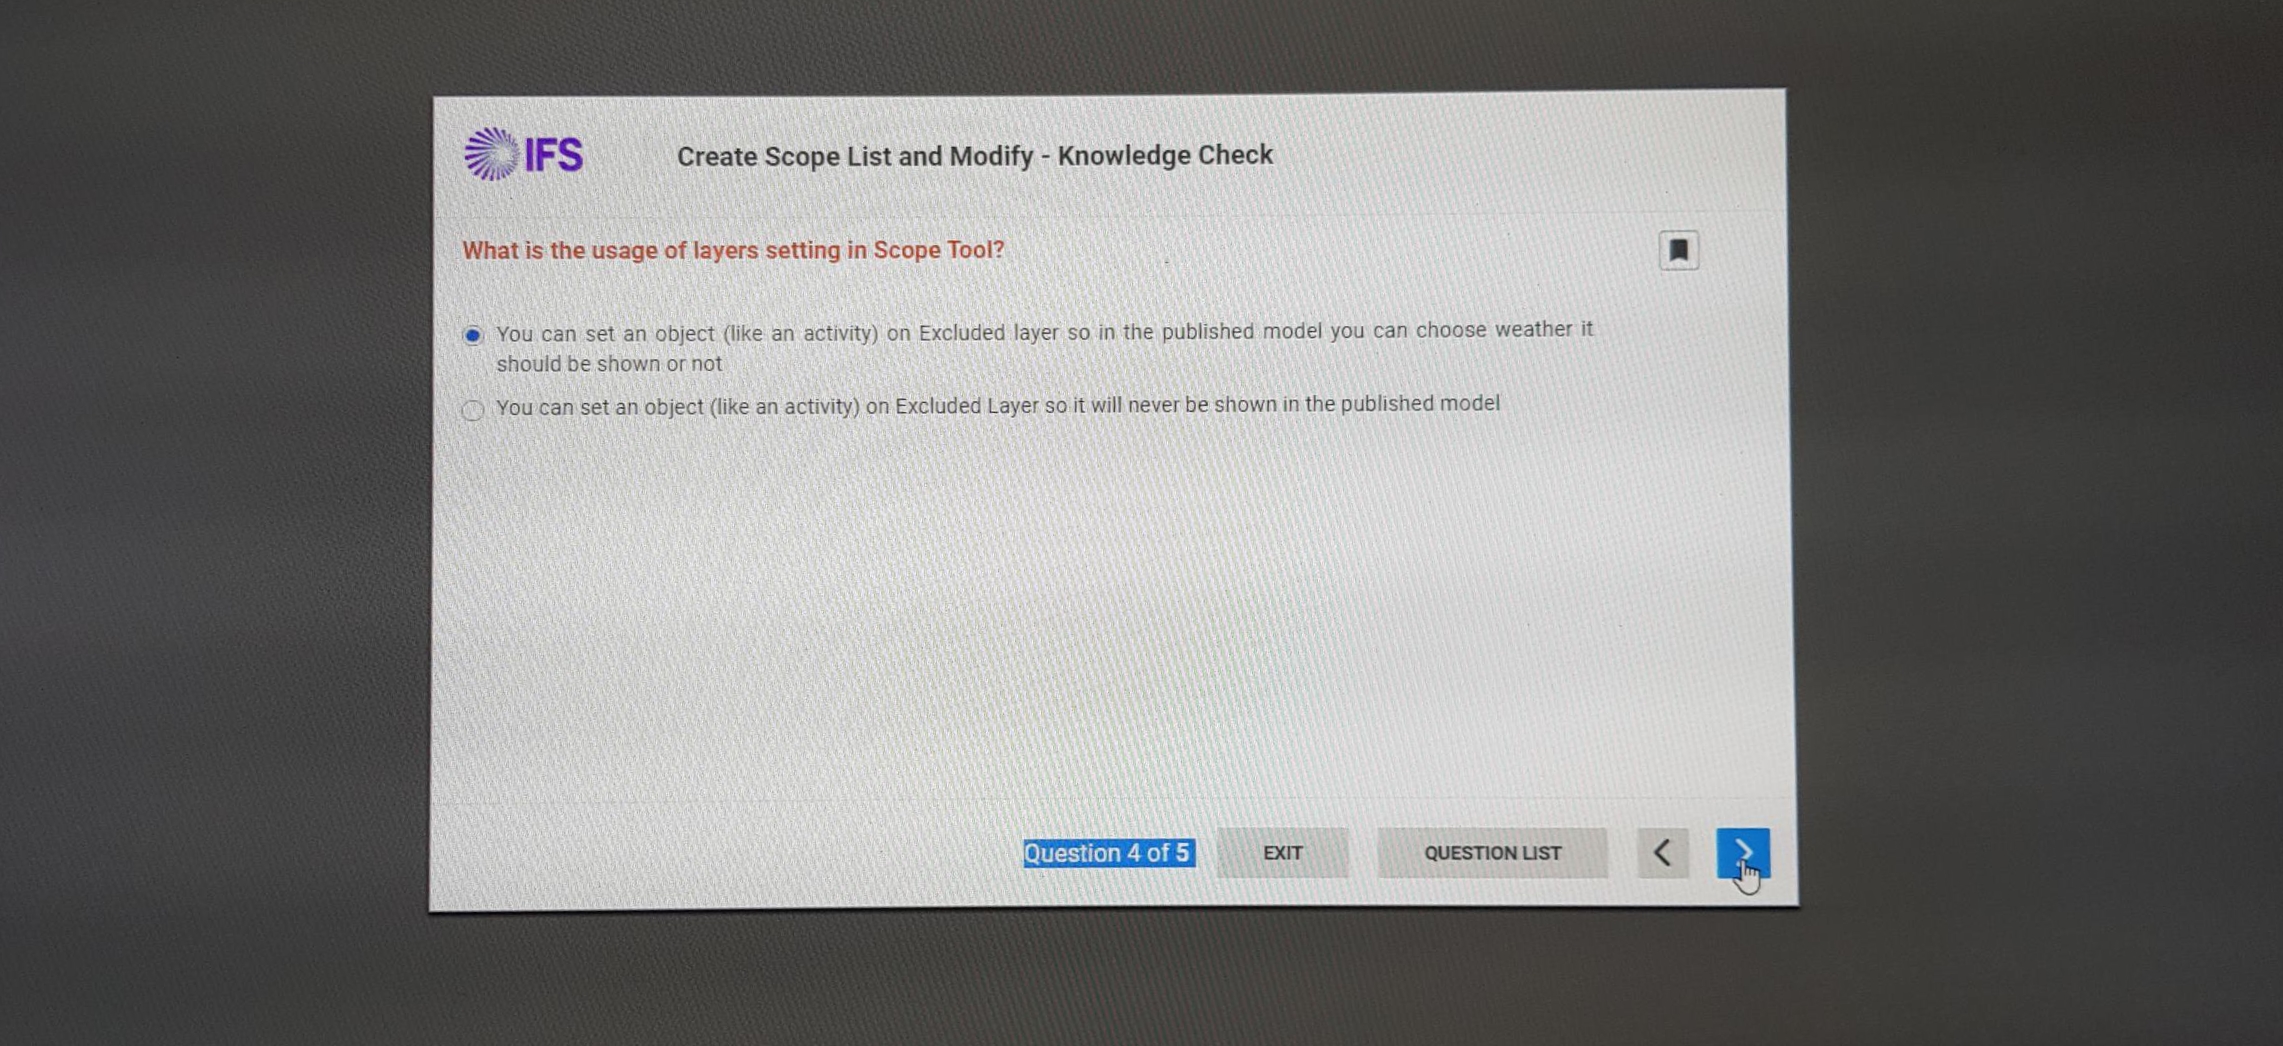 IFS
Create Scope List and Modify - Knowledge Check
What is the usage of layers setting in Scope Tool?
You can set an object (like an activity) on Excluded layer so in the published model you can choose weather it
should be shown or not
You can set an object (like an activity) on Excluded Layer so it will never be shown in the published model
Question 4 of 5
EXIT
QUESTION LIST